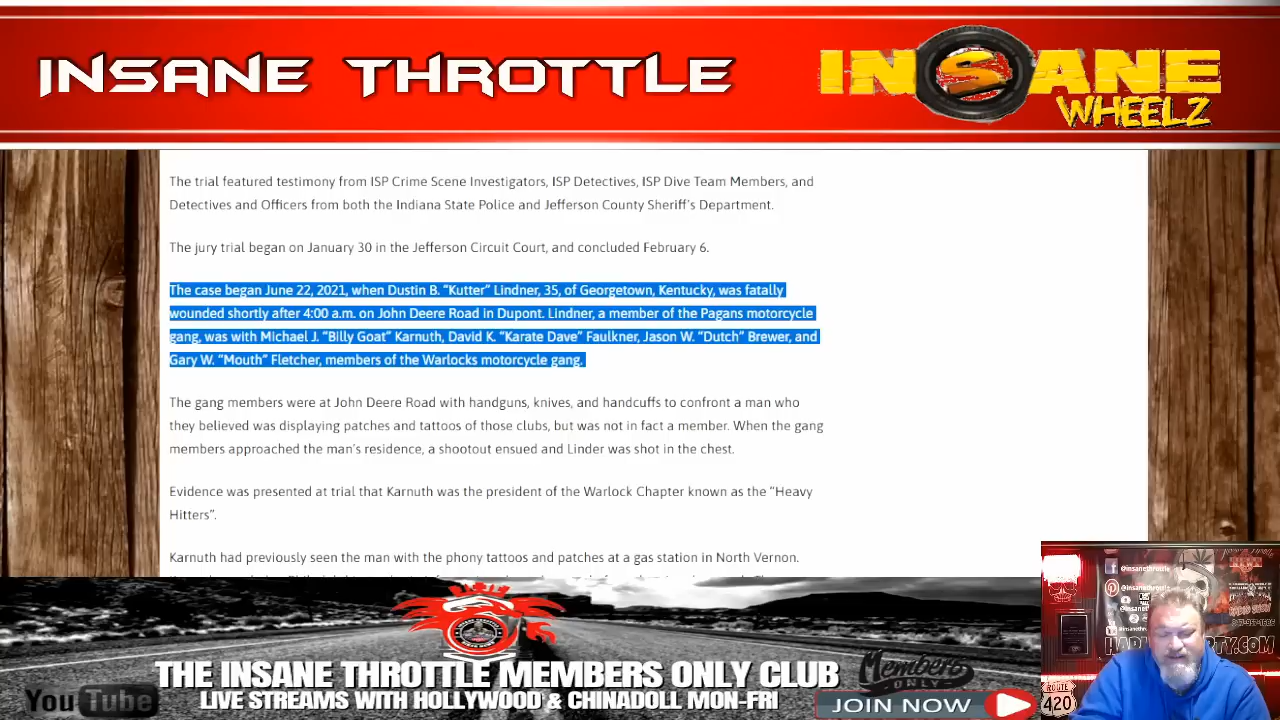 INSANE THROTTLE
INSANE
WHEELZ
The trial featured testimony from ISP Crime Scene Investigators, ISP Detectives, ISP Dive Team Members, and
Detectives and Officers from both the Indiana State Police and Jefferson County Sheriff's Department.
The jury trial began on January 30 in the Jefferson Circuit Court, and concluded February 6.
The case began June 22, 2021, when Dustin B. “Kutter” Lindner, 35, of Georgetown, Kentucky, was fatally
wounded shortly after 4:00 a.m. on John Deere Road in Dupont. Lindner, a member of the Pagans motorcycle
gang, was with Michael J. “Billy Goat” Karnuth, David K. “Karate Dave” Faulkner, Jason W. “Dutch” Brewer, and
Gary W. “Mouth” Fletcher, members of the Warlocks motorcycle gang.
The gang members were at John Deere Road with handguns, knives, and handcuffs to confront a man who
they believed was displaying patches and tattoos of those clubs, but was not in fact a member. When the gang
members approached the man's residence, a shootout ensued and Linder was shot in the chest.
Evidence was presented at trial that Karnuth was the president of the Warlock Chapter known as the “Heavy
Hitters”.
Karnuth had previously seen the man with the phony tattoos and patches at a gas station in North Vernon.
@insanethrottle
@insanethrottle
RADIO SHOW
ROUTE
420
THE INSANE THROTTLE MEMBERS ONLY CLUB
LIVE STREAMS WITH HOLLYWOOD & CHINADOLL MON-FRI
YouTube
Members
ONLY
JOIN NOW